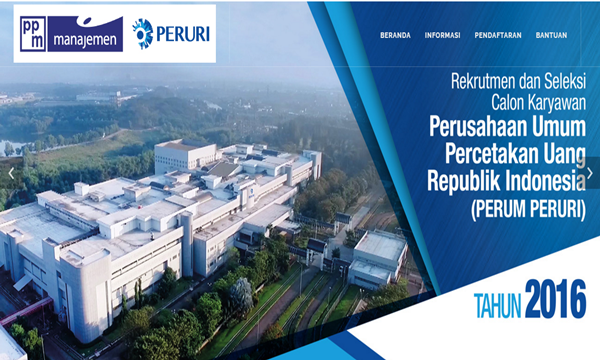 ppm manajemen
PERURI
BERANDA INFORMASI PENDAFTARAN BANTUAN
Rekrutmen dan Seleksi
Calon Karyawan
Perusahaan Umum
Percetakan Uang
Republik Indonesia
(PERUM PERURI)
TAHUN 2016